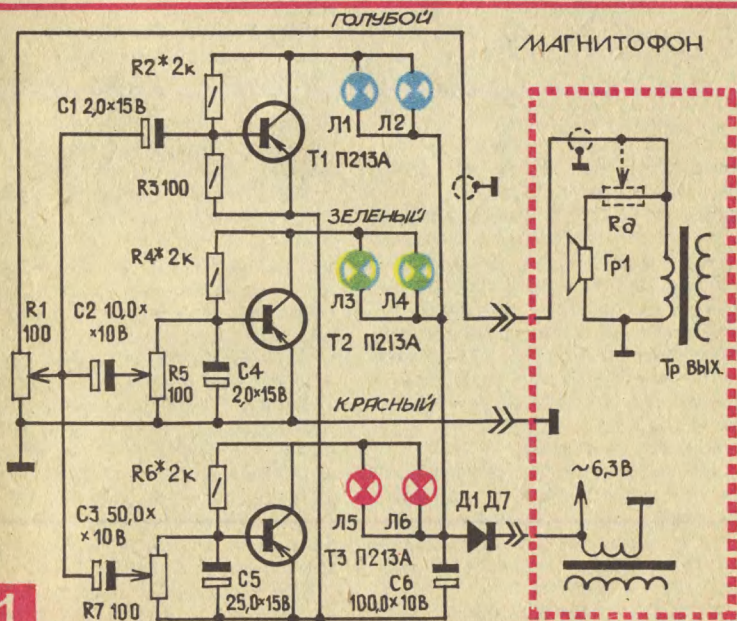 ГОЛУБОЙ
МАГНИТОФОН
R2* 2к
C1 2,0×15В
Л1
Л2
Т1 П213А
R3 100
ЗЕЛЕНЫЙ
R4* 2к
Rд
Гр1
R1
100
C2 10,0×
×10В
Л3
Л4
R5
100
C4
2,0×15В
Т2 П213А
Тр ВЫХ.
КРАСНЫЙ
R6* 2к
~6,3В
C3 50,0×
×10В
Л5
Л6
Д1 Д7
Т3 П213А
C5
25,0×15В
C6
100,0×10В
R7 100
1